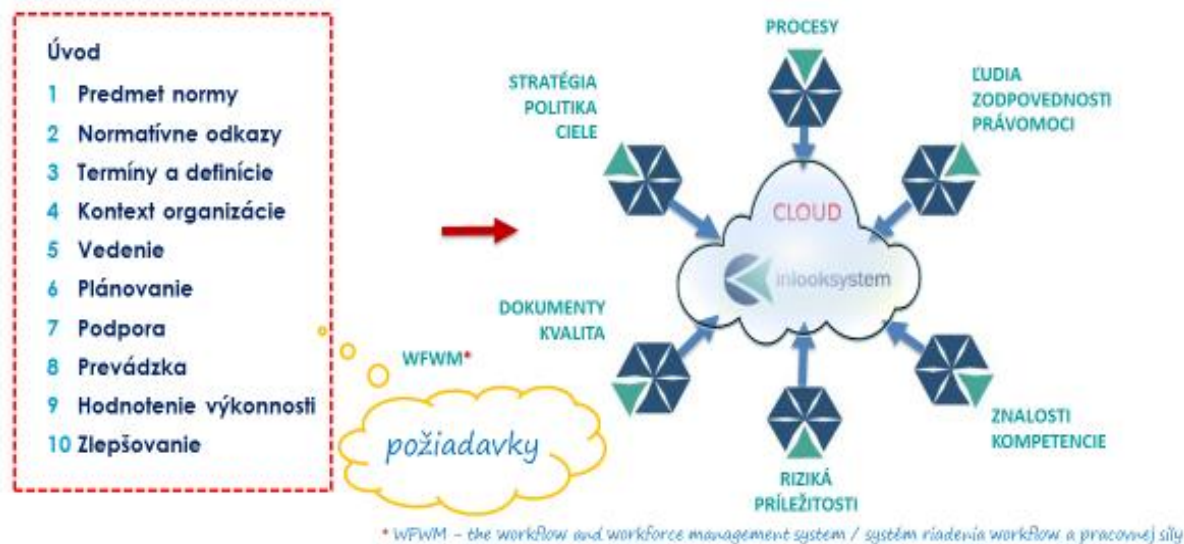 Úvod
1 Predmet normy
2 Normatívne odkazy
3 Termíny a definície
4 Kontext organizácie
5 Vedenie
6 Plánovanie
7 Podpora
8 Prevádzka
9 Hodnotenie výkonnosti
10 Zlepšovanie
WFWM*
požiadavky
PROCESY
STRATÉGIA
POLITIKA
CIELE
ĽUDIA
ZODPOVEDNOSTI
PRÁVOMOCI
CLOUD
inlooksystem
DOKUMENTY
KVALITA
ZNALOSTI
KOMPETENCIE
RIZIKÁ
PRÍLEŽITOSTI
* WFWM – the workflow and workforce management system / systém riadenia workflow a pracovnej sily